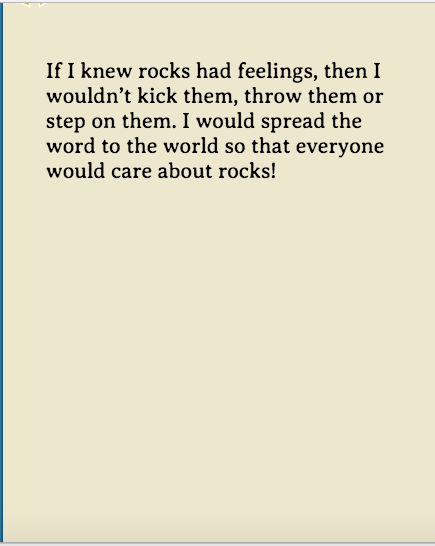 If I knew rocks had feelings, then I
wouldn’t kick them, throw them or
step on them. I would spread the
word to the world so that everyone
would care about rocks!